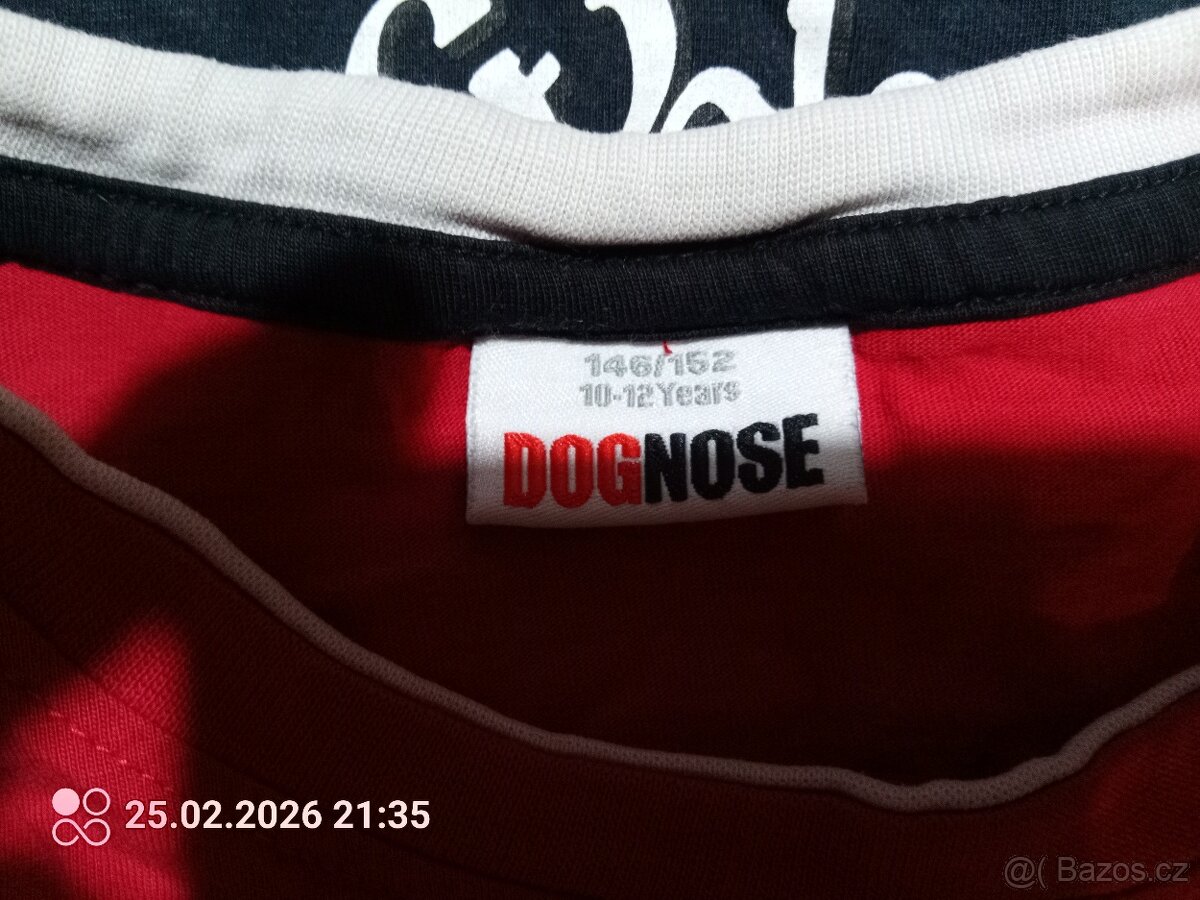 146/152
10-12 Years
DOGNOSE
25.02.2026 21:35
@( Bazos.cz